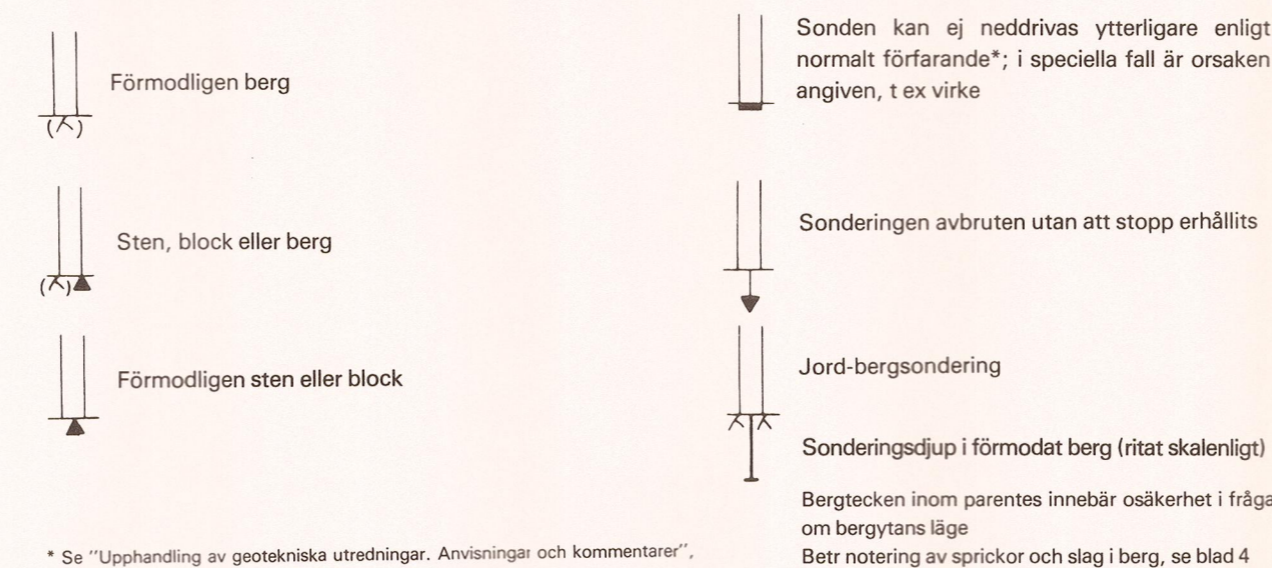 Förmodligen berg
Sten, block eller berg
Förmodligen sten eller block
* Se "Upphandling av geotekniska utredningar. Anvisningar och kommentarer",
Sonden kan ej neddrivas ytterligare enligt
normalt förfarande*; i speciella fall är orsaken
angiven, t ex virke
Sonderingen avbruten utan att stopp erhållits
Jord-bergsondering
Sonderingsdjup i förmodat berg (ritat skalenligt)
Bergtecken inom parentes innebär osäkerhet i fråga
om bergytans läge
Betr notering av sprickor och slag i berg, se blad 4